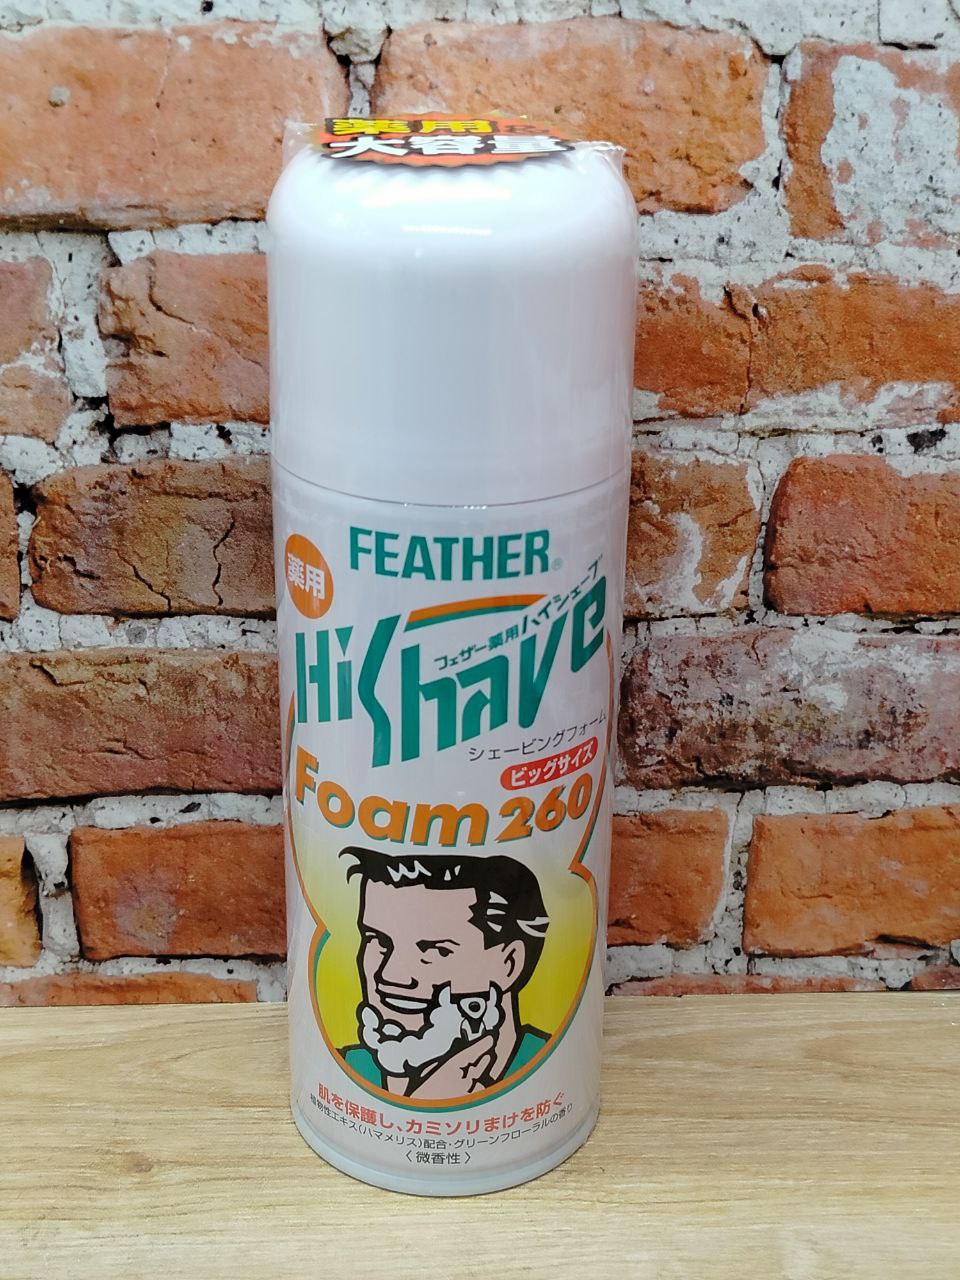 薬用で
大容量
FEATHER®
薬用
HiShave
フェザー薬用ハイシェーブ
シェービングフォーム
ビッグサイズ
Foam 260
肌を保護し、カミソリまけを防ぐ
植物性エキス(ハマメリス)配合・グリーンフローラルの香り
〈微香性〉